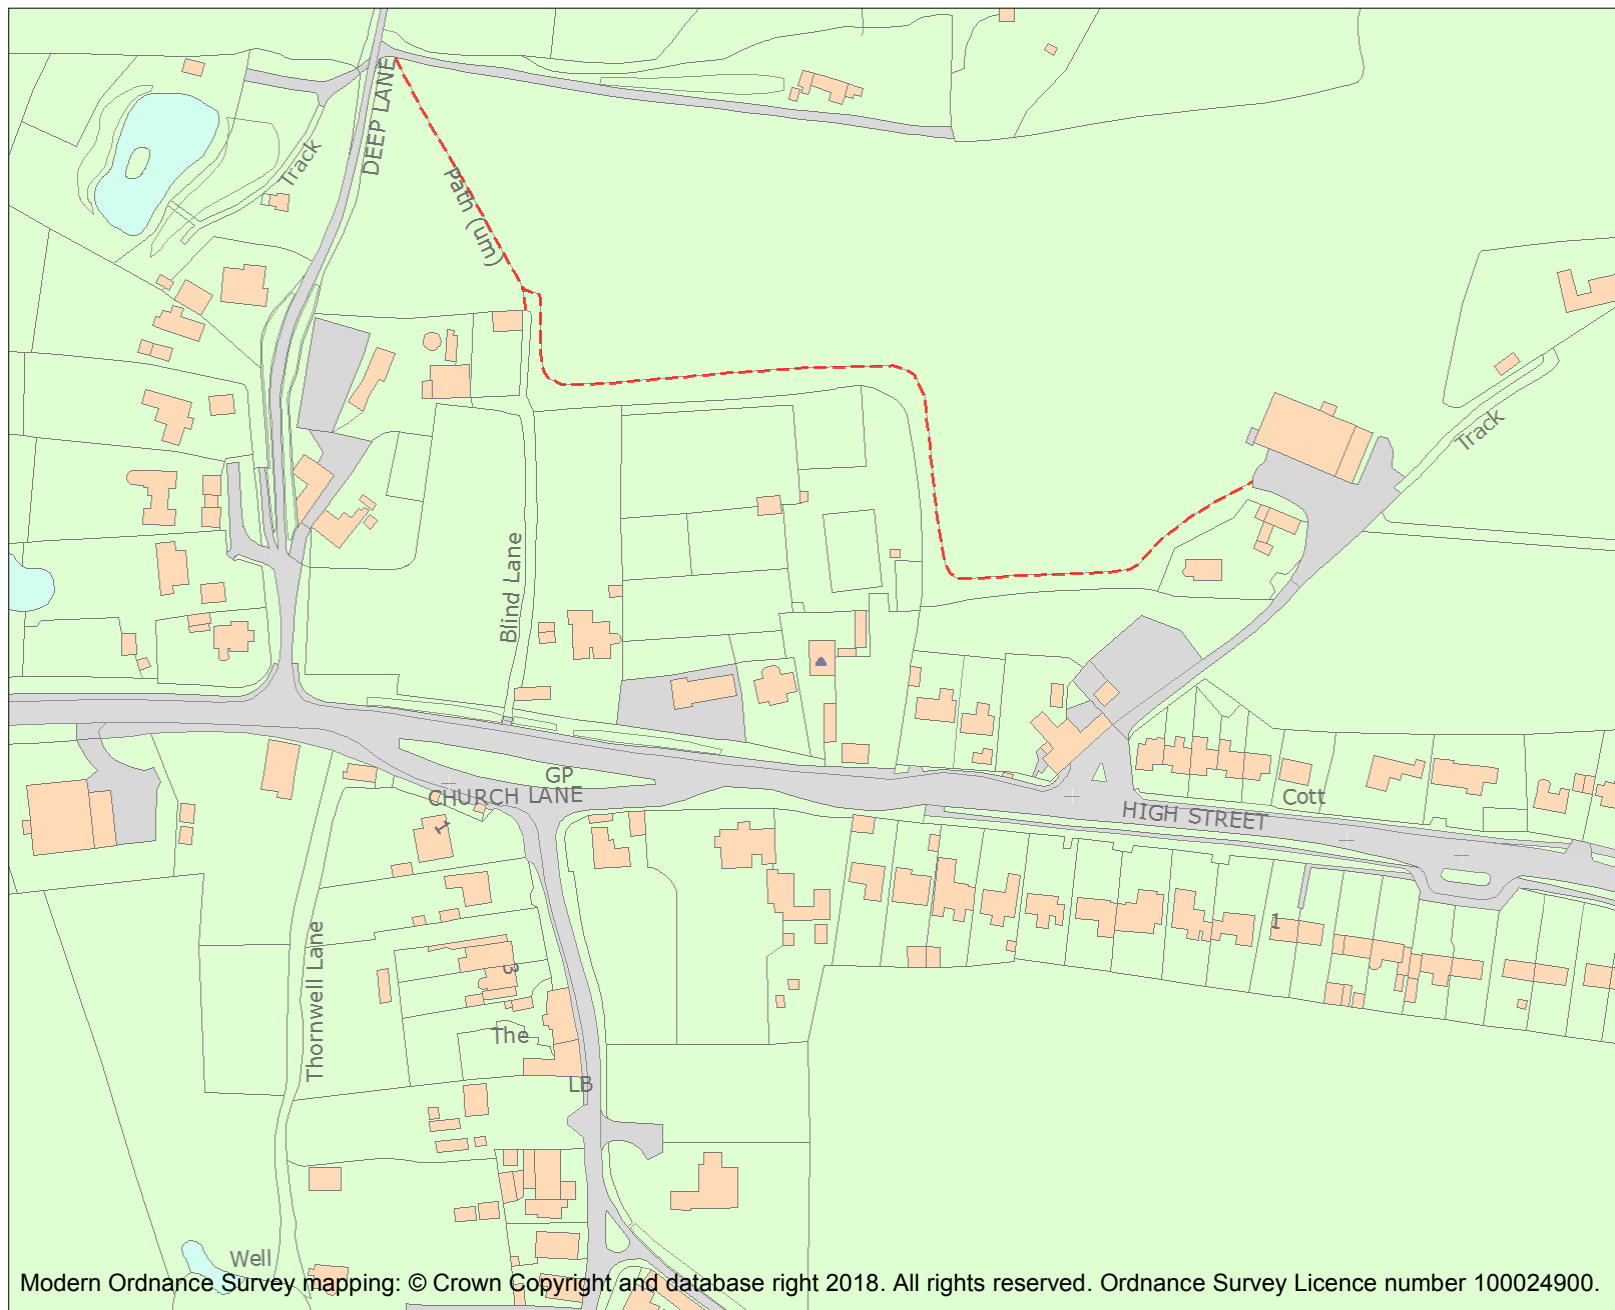 DEEP LANE
Track
Path (um)
Track
Blind Lane
GP
CHURCH LANE
HIGH STREET
Cott
1
1
3
Thornwell Lane
The
LB
Well
Modern Ordnance Survey mapping: © Crown Copyright and database right 2018. All rights reserved. Ordnance Survey Licence number 100024900.